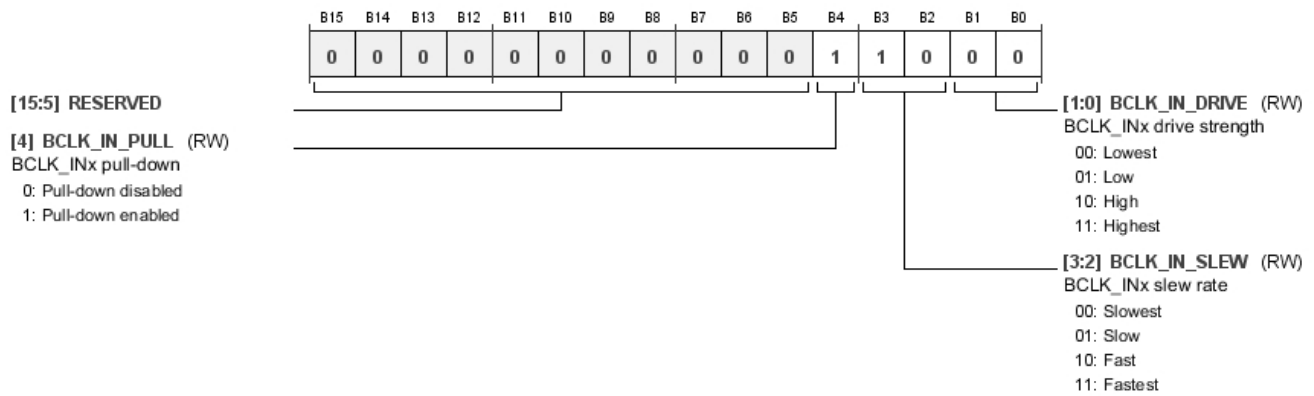 B15 B14 B13 B12 B11 B10 B9 B8 B7 B6 B5 B4 B3 B2 B1 B0
0 0 0 0 0 0 0 0 0 0 0 1 1 0 0 0
[15:5] RESERVED
[4] BCLK_IN_PULL (RW)
BCLK_INx pull-down
0: Pull-down disabled
1: Pull-down enabled
[1:0] BCLK_IN_DRIVE (RW)
BCLK_INx drive strength
00: Lowest
01: Low
10: High
11: Highest
[3:2] BCLK_IN_SLEW (RW)
BCLK_INx slew rate
00: Slowest
01: Slow
10: Fast
11: Fastest